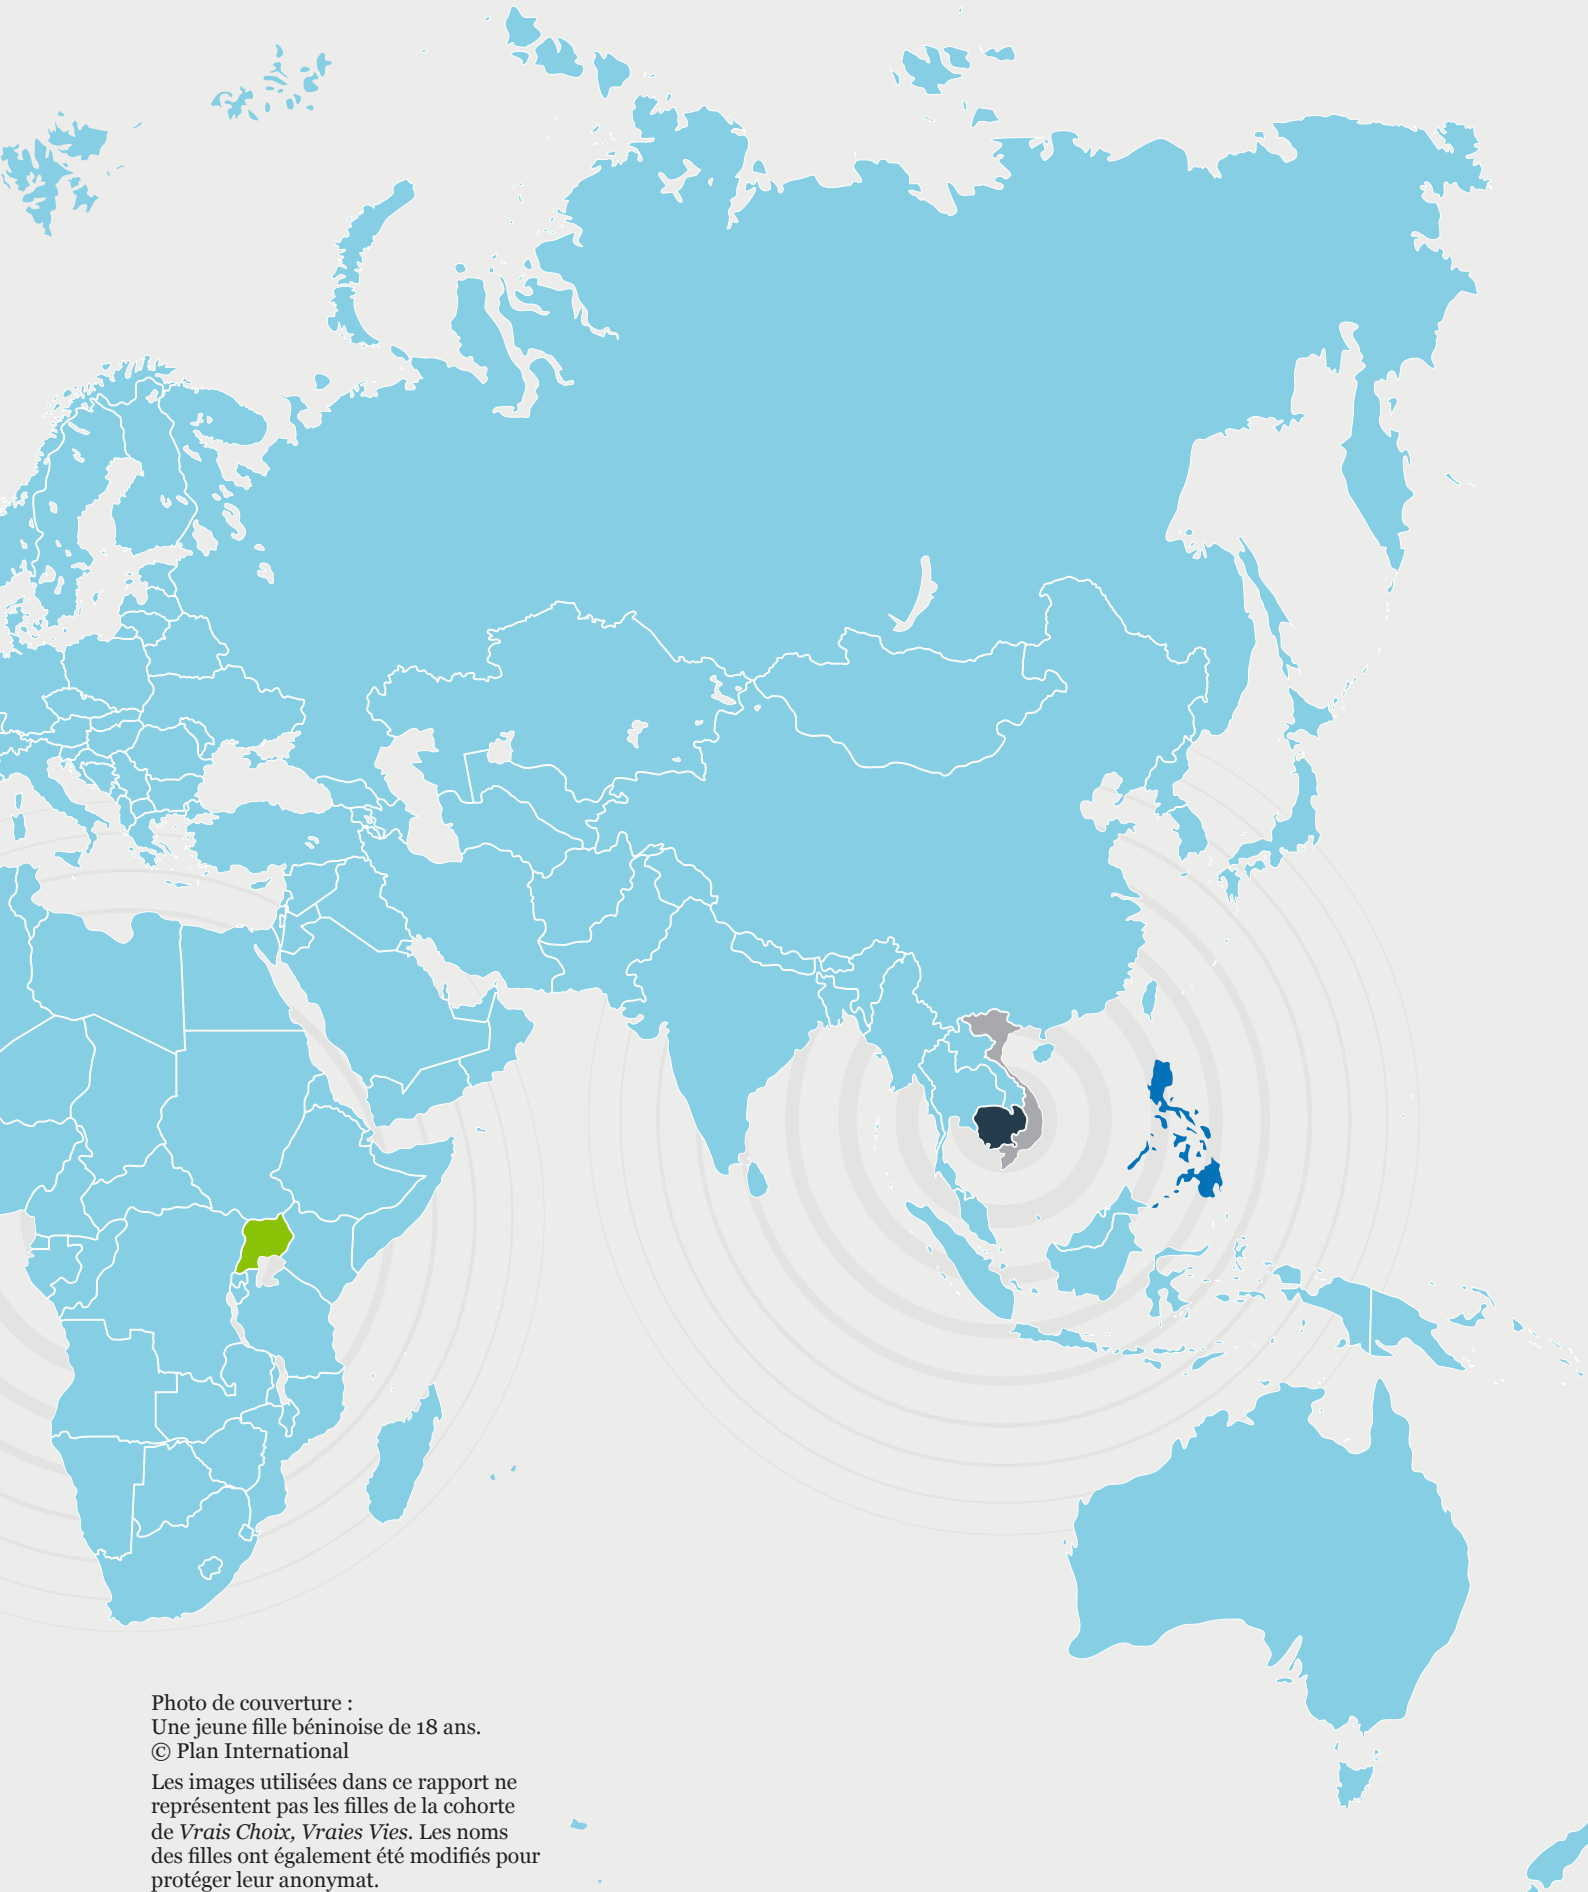 Photo de couverture :
Une jeune fille béninoise de 18 ans.
© Plan International
Les images utilisées dans ce rapport ne
représentent pas les filles de la cohorte
de Vrais Choix, Vraies Vies. Les noms
des filles ont également été modifiés pour
protéger leur anonymat.